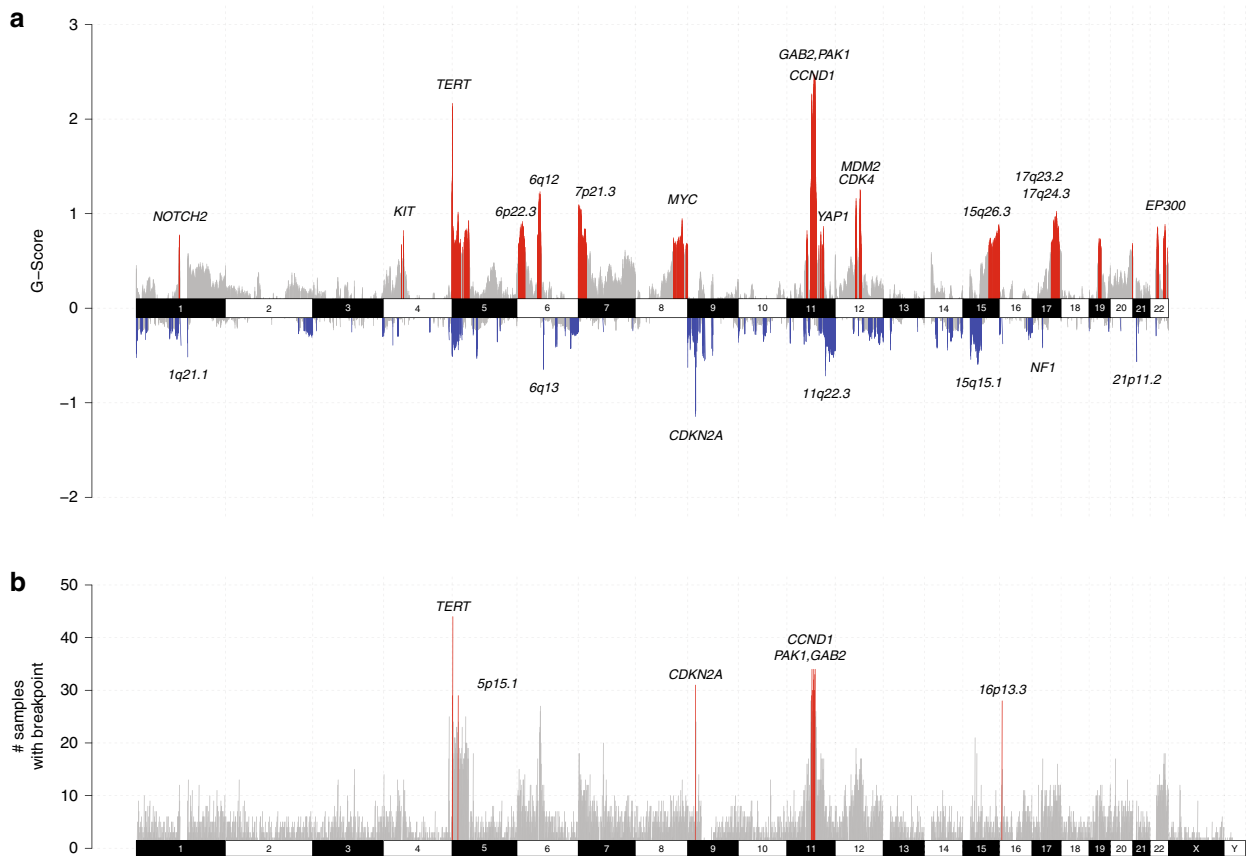 a
3
GAB2,PAK1
TERT
CCND1
2
MDM2
6q12
CDK4
17q23.2
7p21.3
17q24.3
NOTCH2
KIT
6p22.3
MYC
YAP1
15q26.3
EP300
1
G–Score
0
1 2 3 4 5 6 7 8 9 10 11 12 13 14 15 16 17 18 19 20 21 22
1q21.1
6q13
11q22.3
15q15.1
NF1
21p11.2
−1
CDKN2A
−2
b
50
TERT
40
CCND1
PAK1,GAB2
5p15.1
CDKN2A
16p13.3
30
# samples
with breakpoint
20
10
0
1 2 3 4 5 6 7 8 9 10 11 12 13 14 15 16 17 18 19 20 21 22 X Y